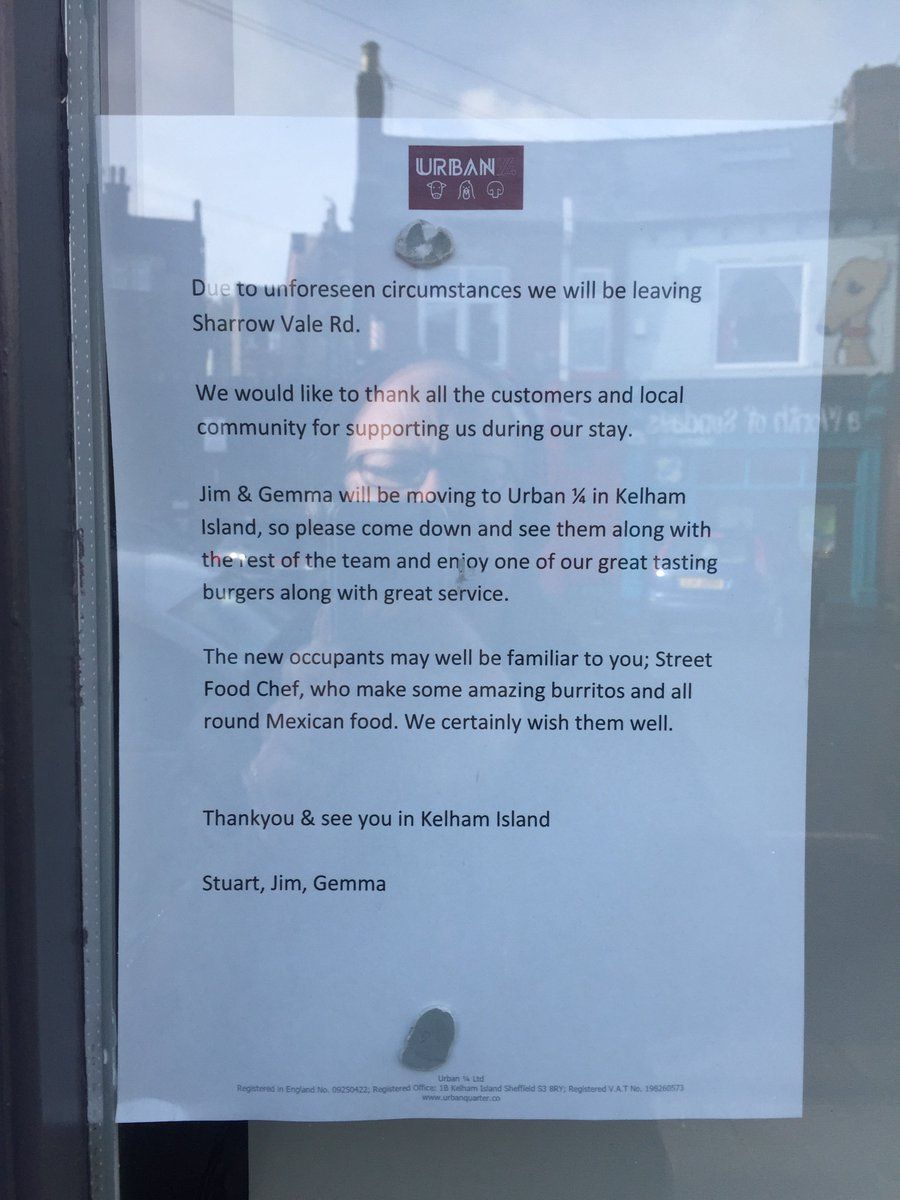 URBAN ¼
Due to unforeseen circumstances we will be leaving
Sharrow Vale Rd.
We would like to thank all the customers and local
community for supporting us during our stay.
Jim & Gemma will be moving to Urban ¼ in Kelham
Island, so please come down and see them along with
the rest of the team and enjoy one of our great tasting
burgers along with great service.
The new occupants may well be familiar to you; Street
Food Chef, who make some amazing burritos and all
round Mexican food. We certainly wish them well.
Thankyou & see you in Kelham Island
Stuart, Jim, Gemma
Urban ¼ Ltd
Registered in England No. 09250422; Registered Office: 1B Kelham Island Sheffield S3 8RY; Registered V.A.T No. 198260573
www.urbanquarter.co
a Month of Sundaes